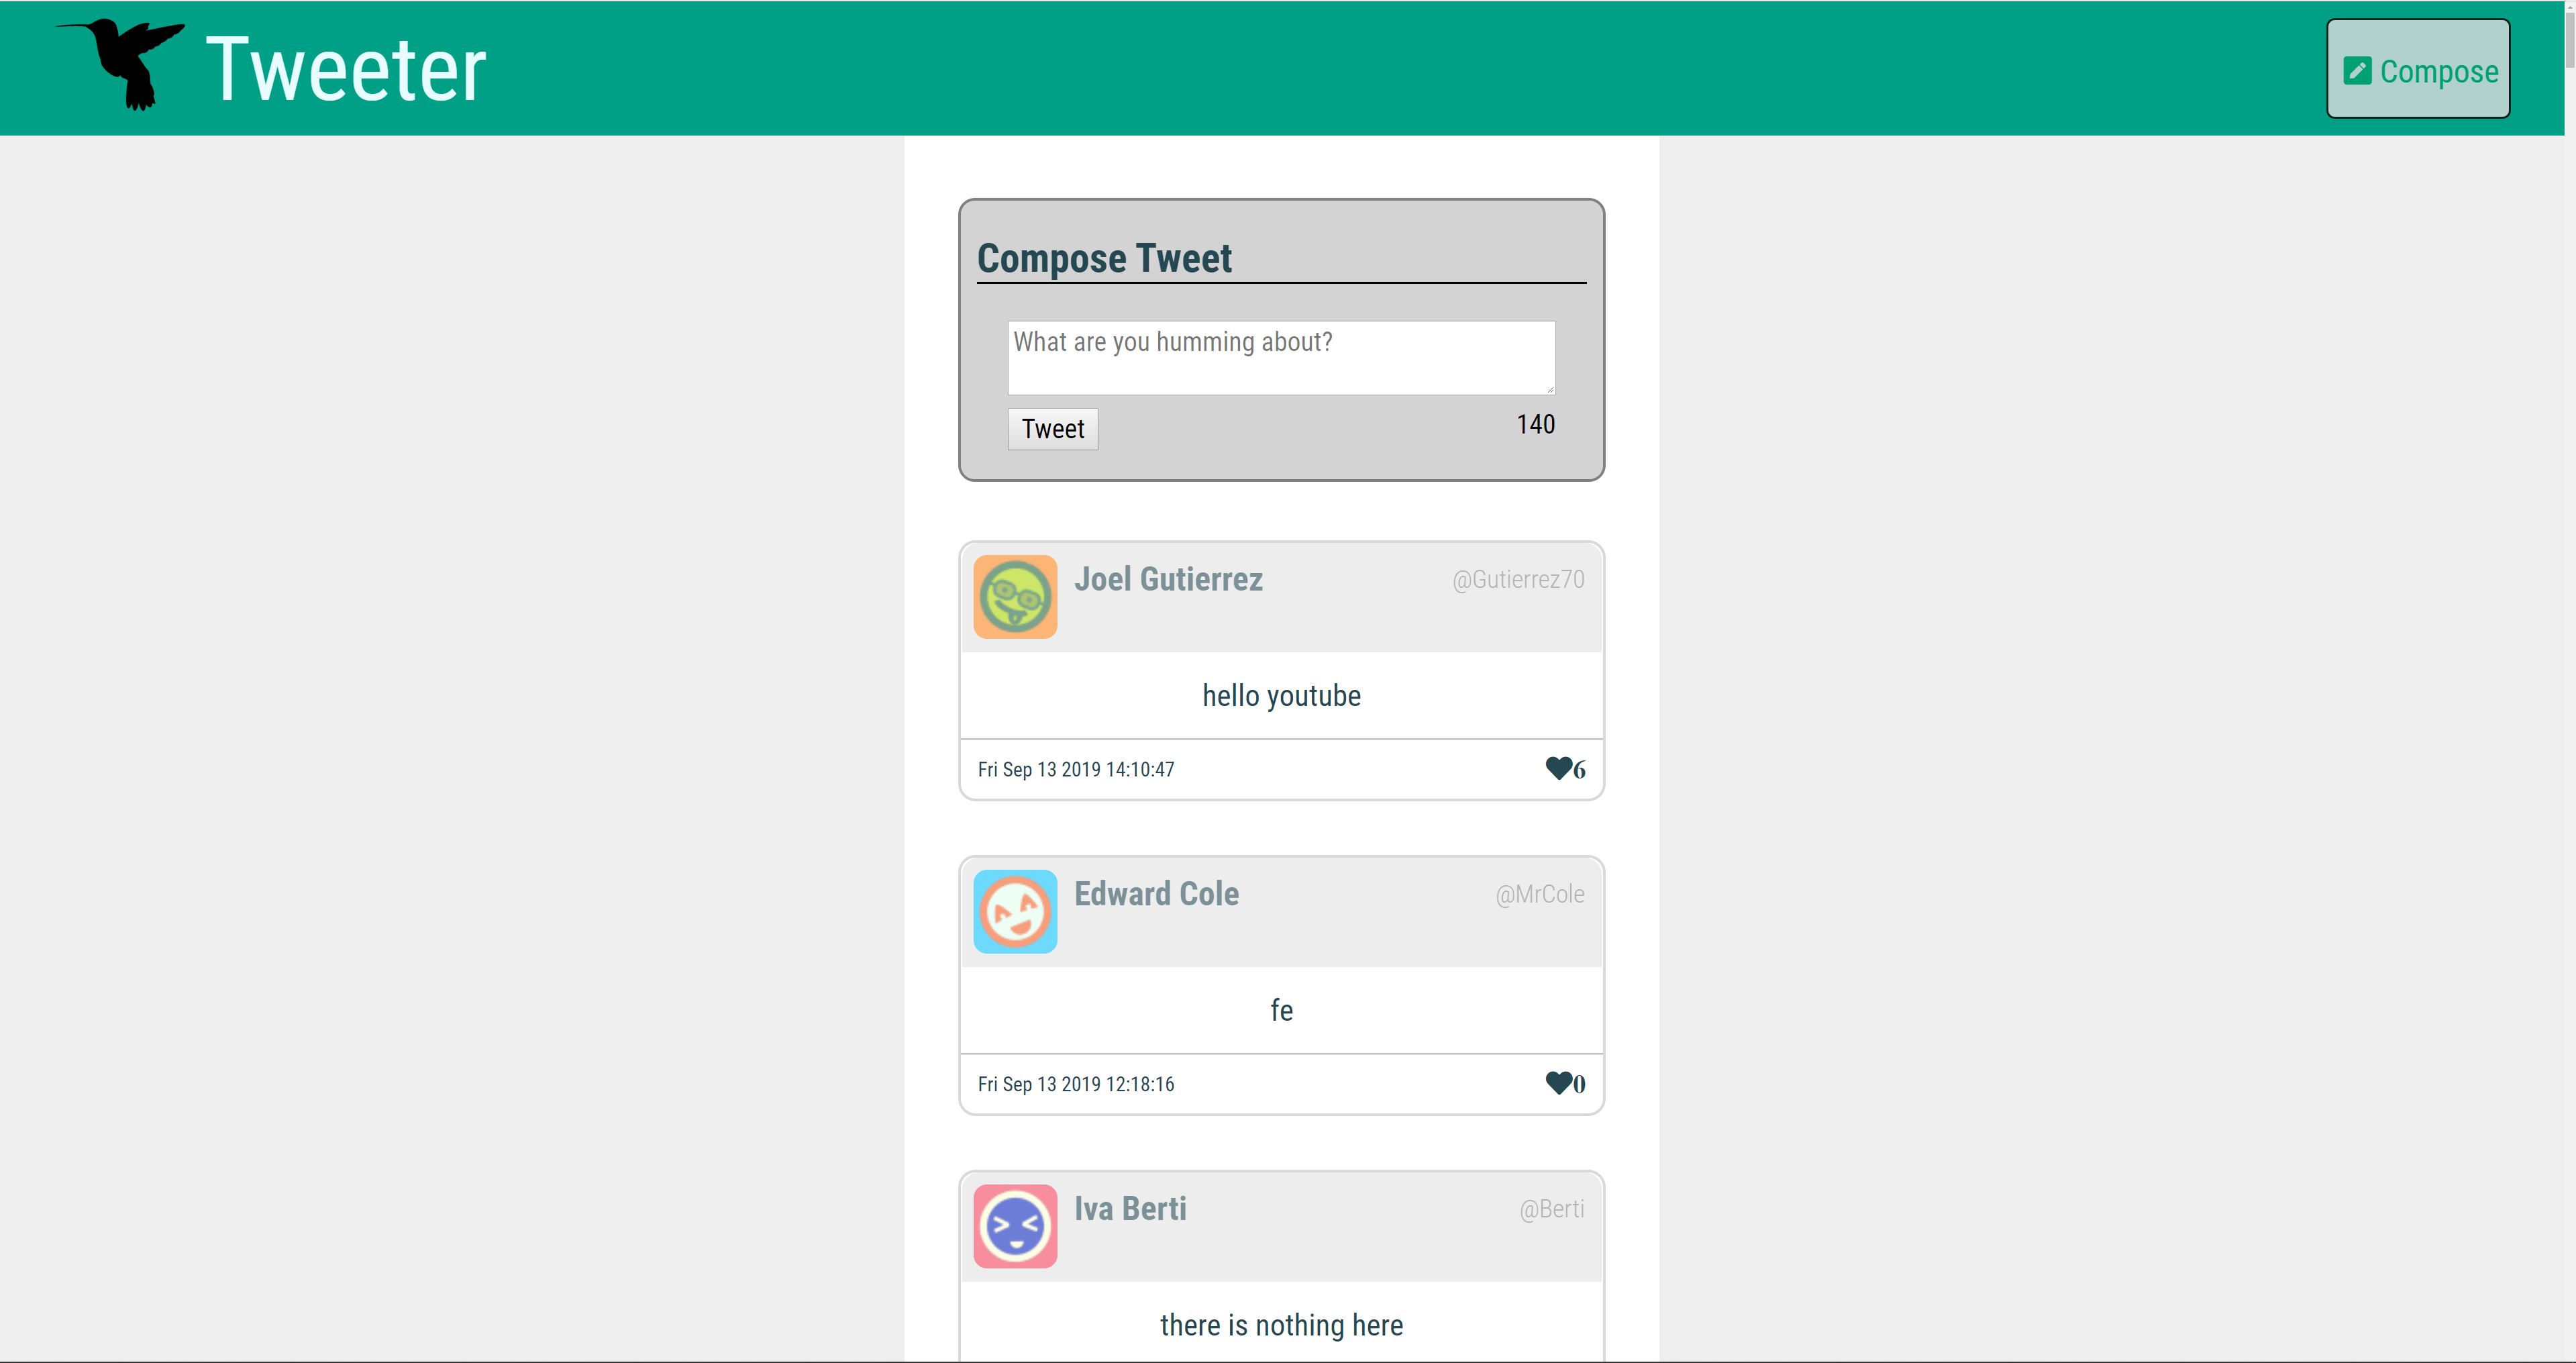 Tweeter
Compose
Compose Tweet
What are you humming about?
Tweet
140
Joel Gutierrez
@Gutierrez70
hello youtube
Fri Sep 13 2019 14:10:47
6
Edward Cole
@MrCole
fe
Fri Sep 13 2019 12:18:16
0
Iva Berti
@Berti
there is nothing here